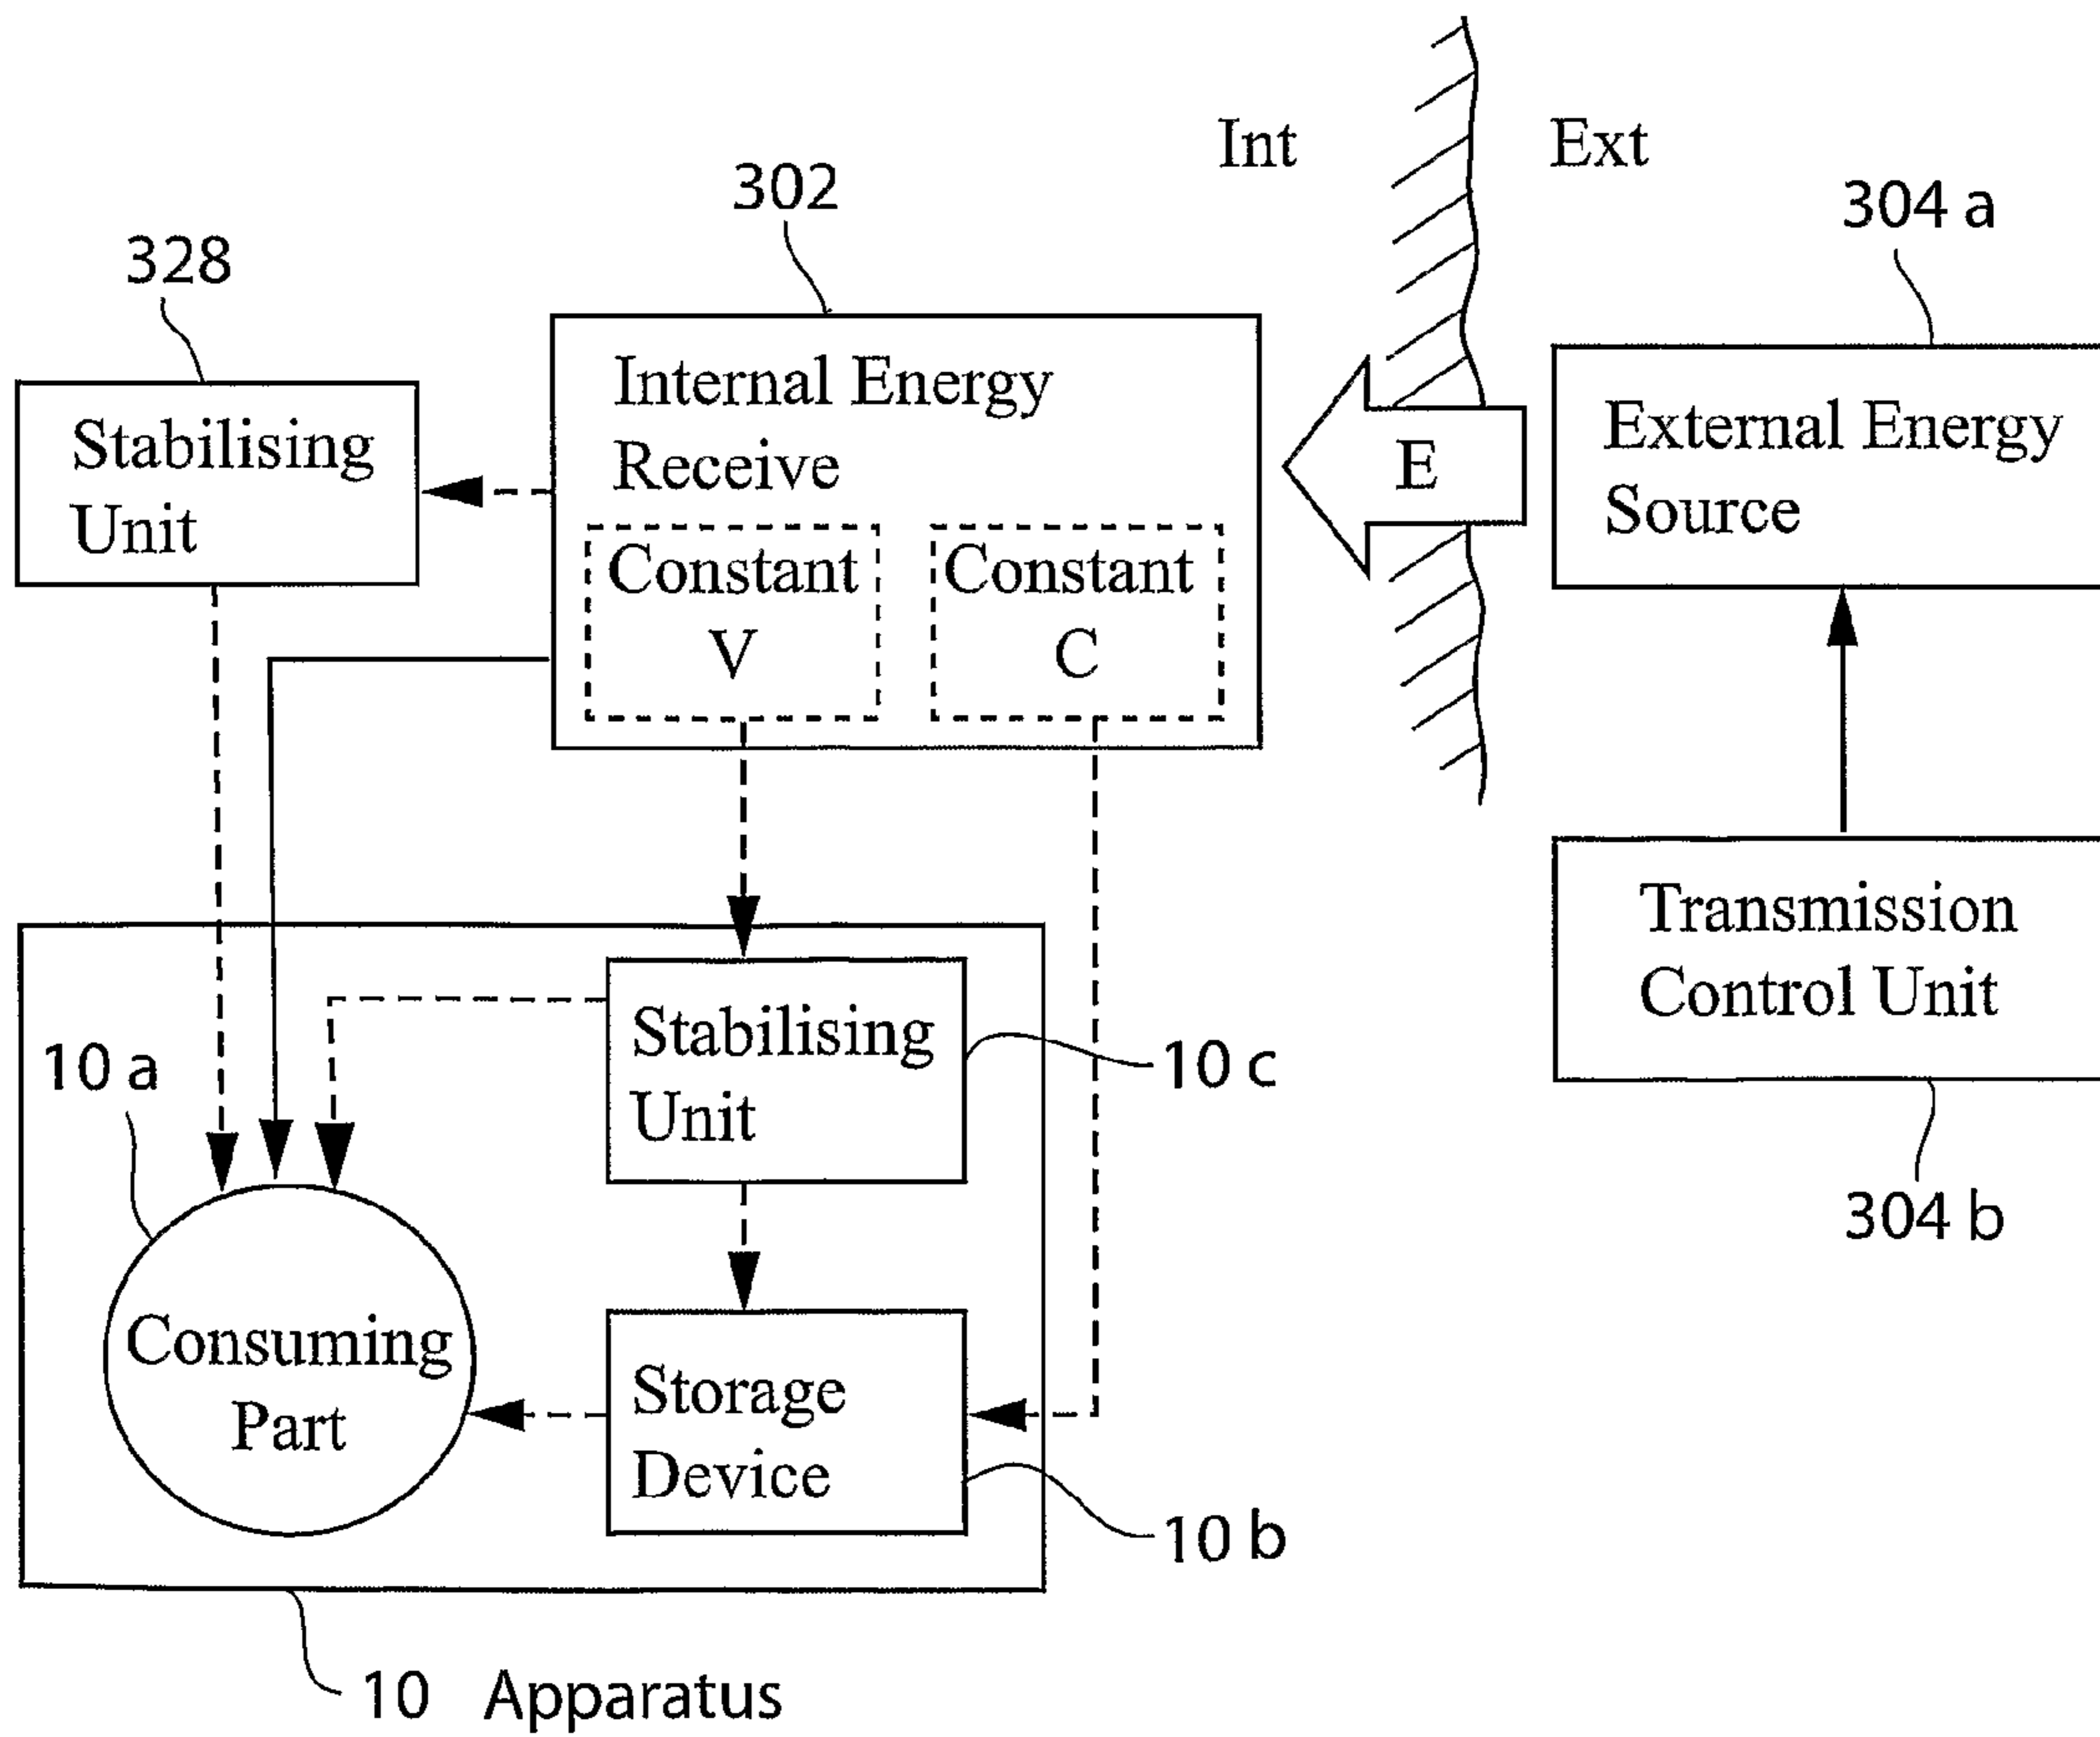 Int
Ext
302
304 a
328
Internal Energy
Receive
Constant
V
Constant
C
Stabilising
Unit
E
External Energy
Source
Transmission
Control Unit
304 b
10 a
Stabilising
Unit
10 c
Consuming
Part
Storage
Device
10 b
10 Apparatus